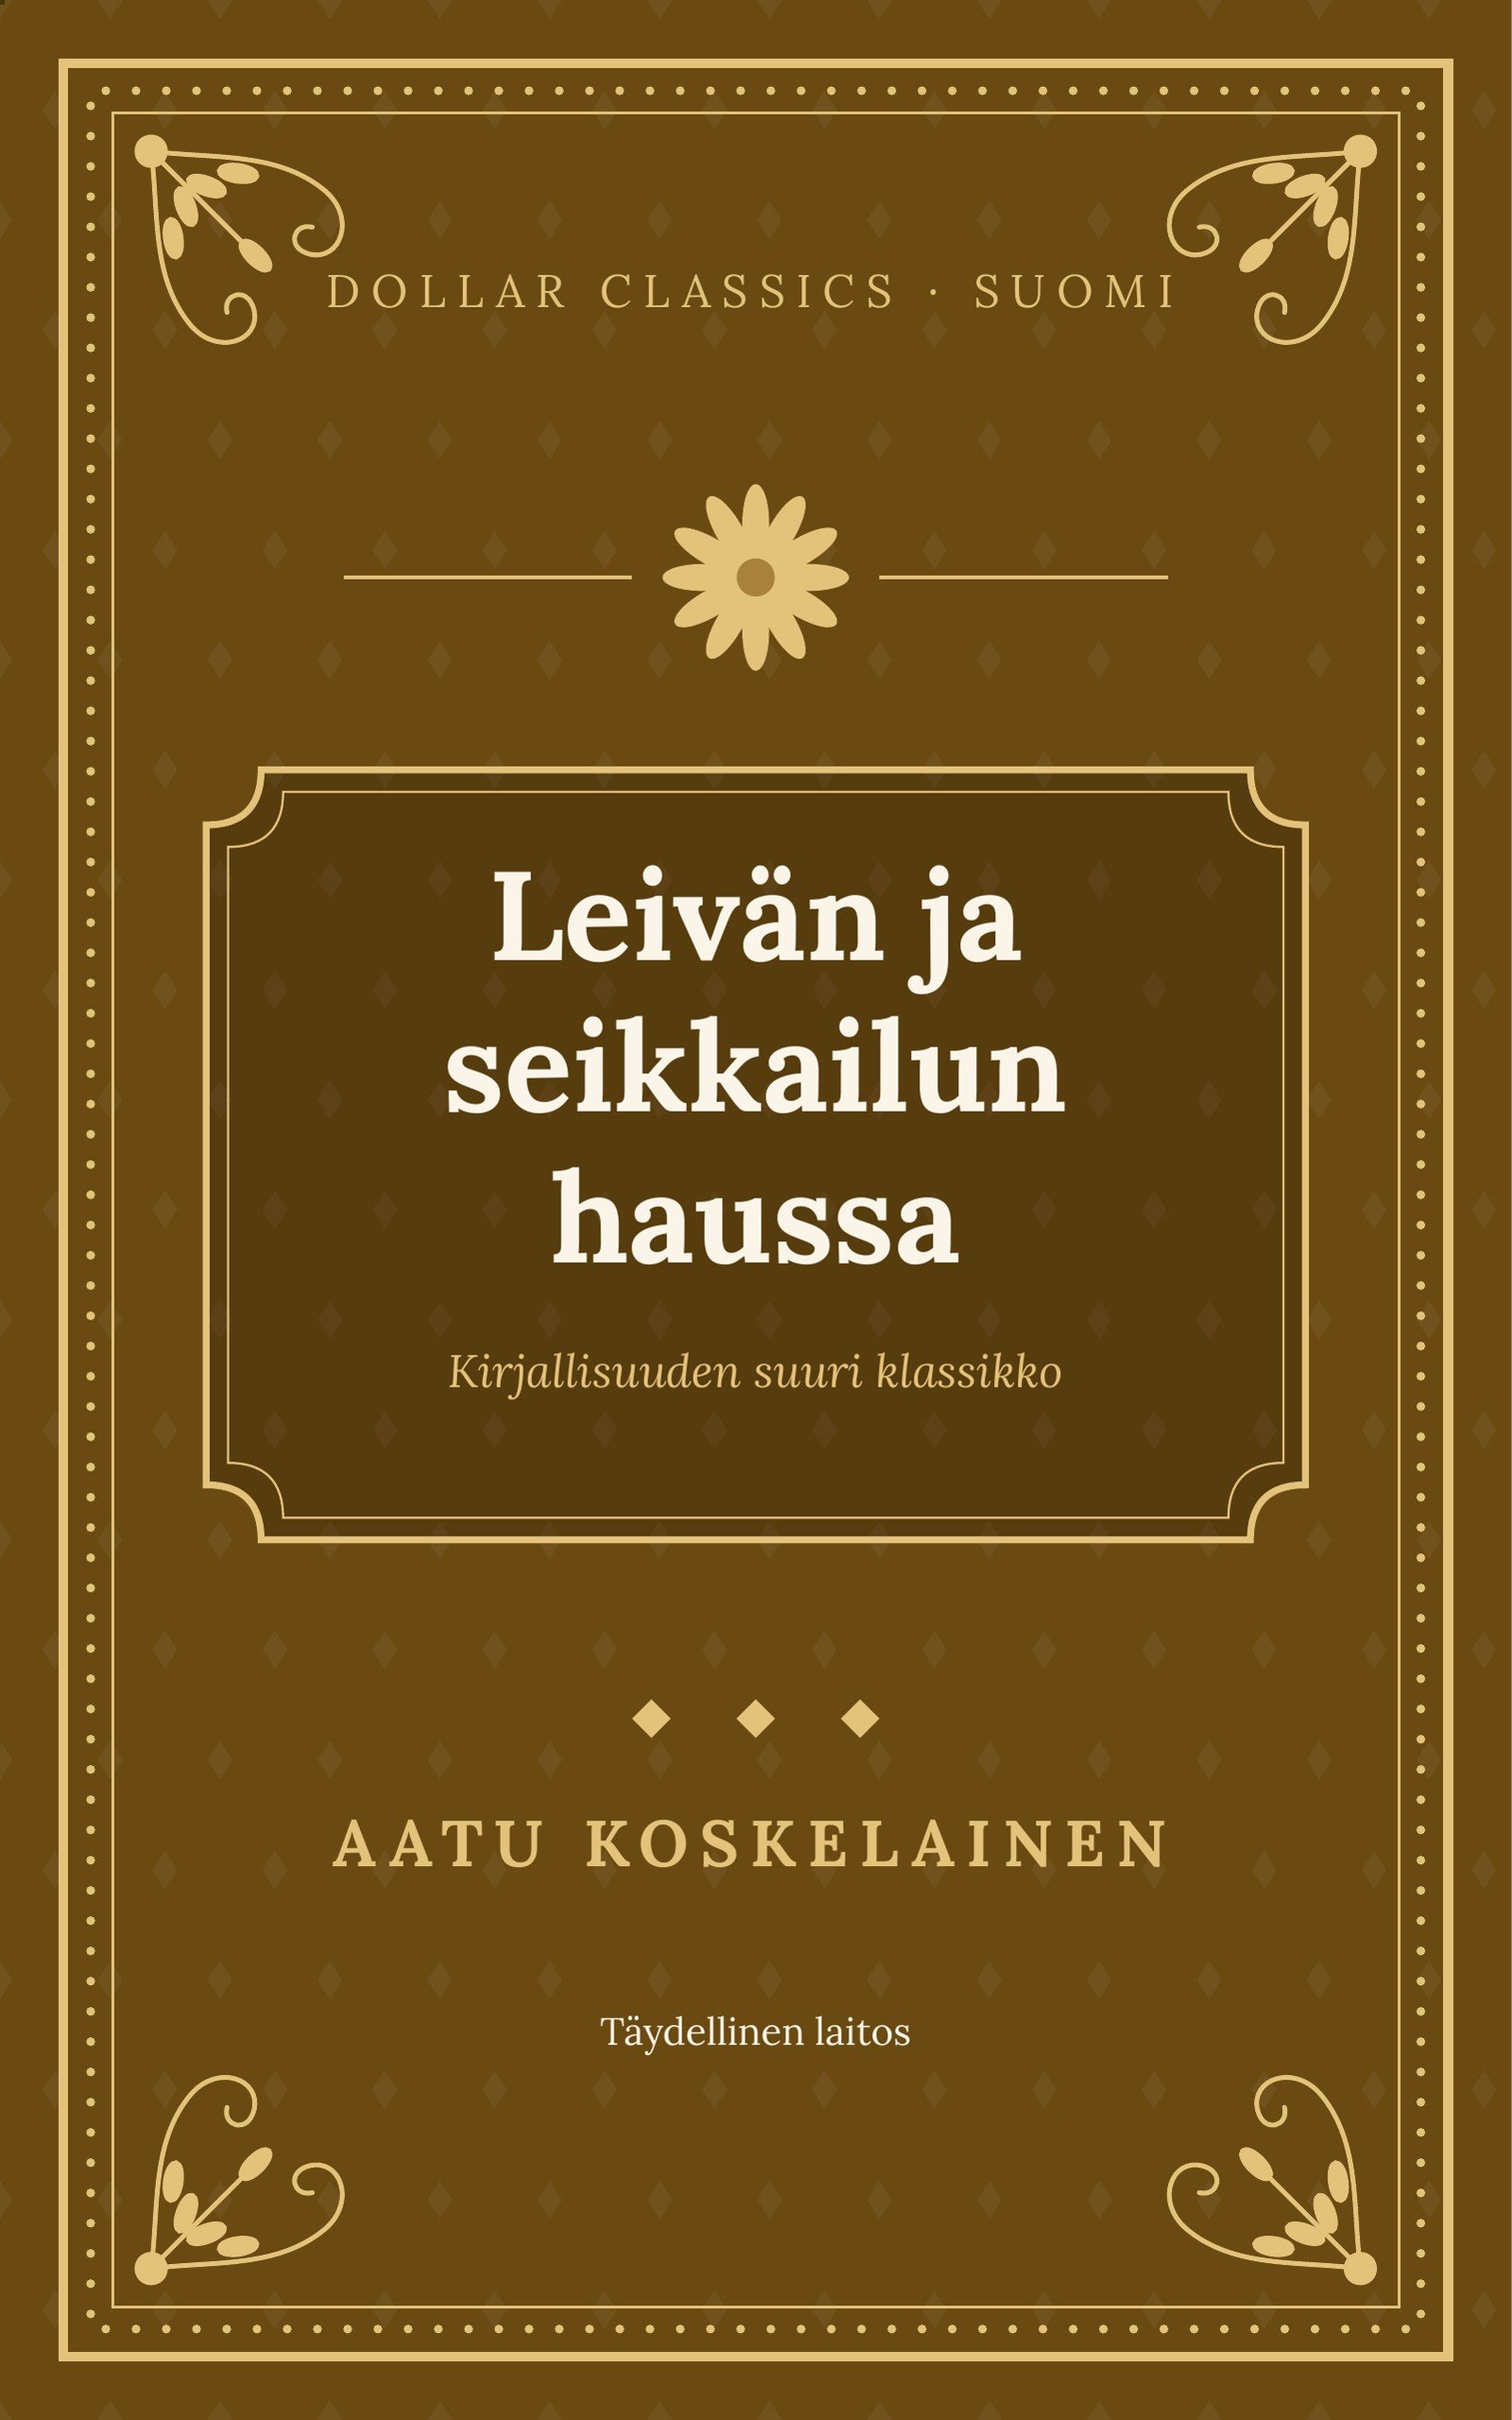 DOLLAR CLASSICS · SUOMI
Leivän ja
seikkailun
haussa
Kirjallisuuden suuri klassikko
AATU KOSKELAINEN
Täydellinen laitos